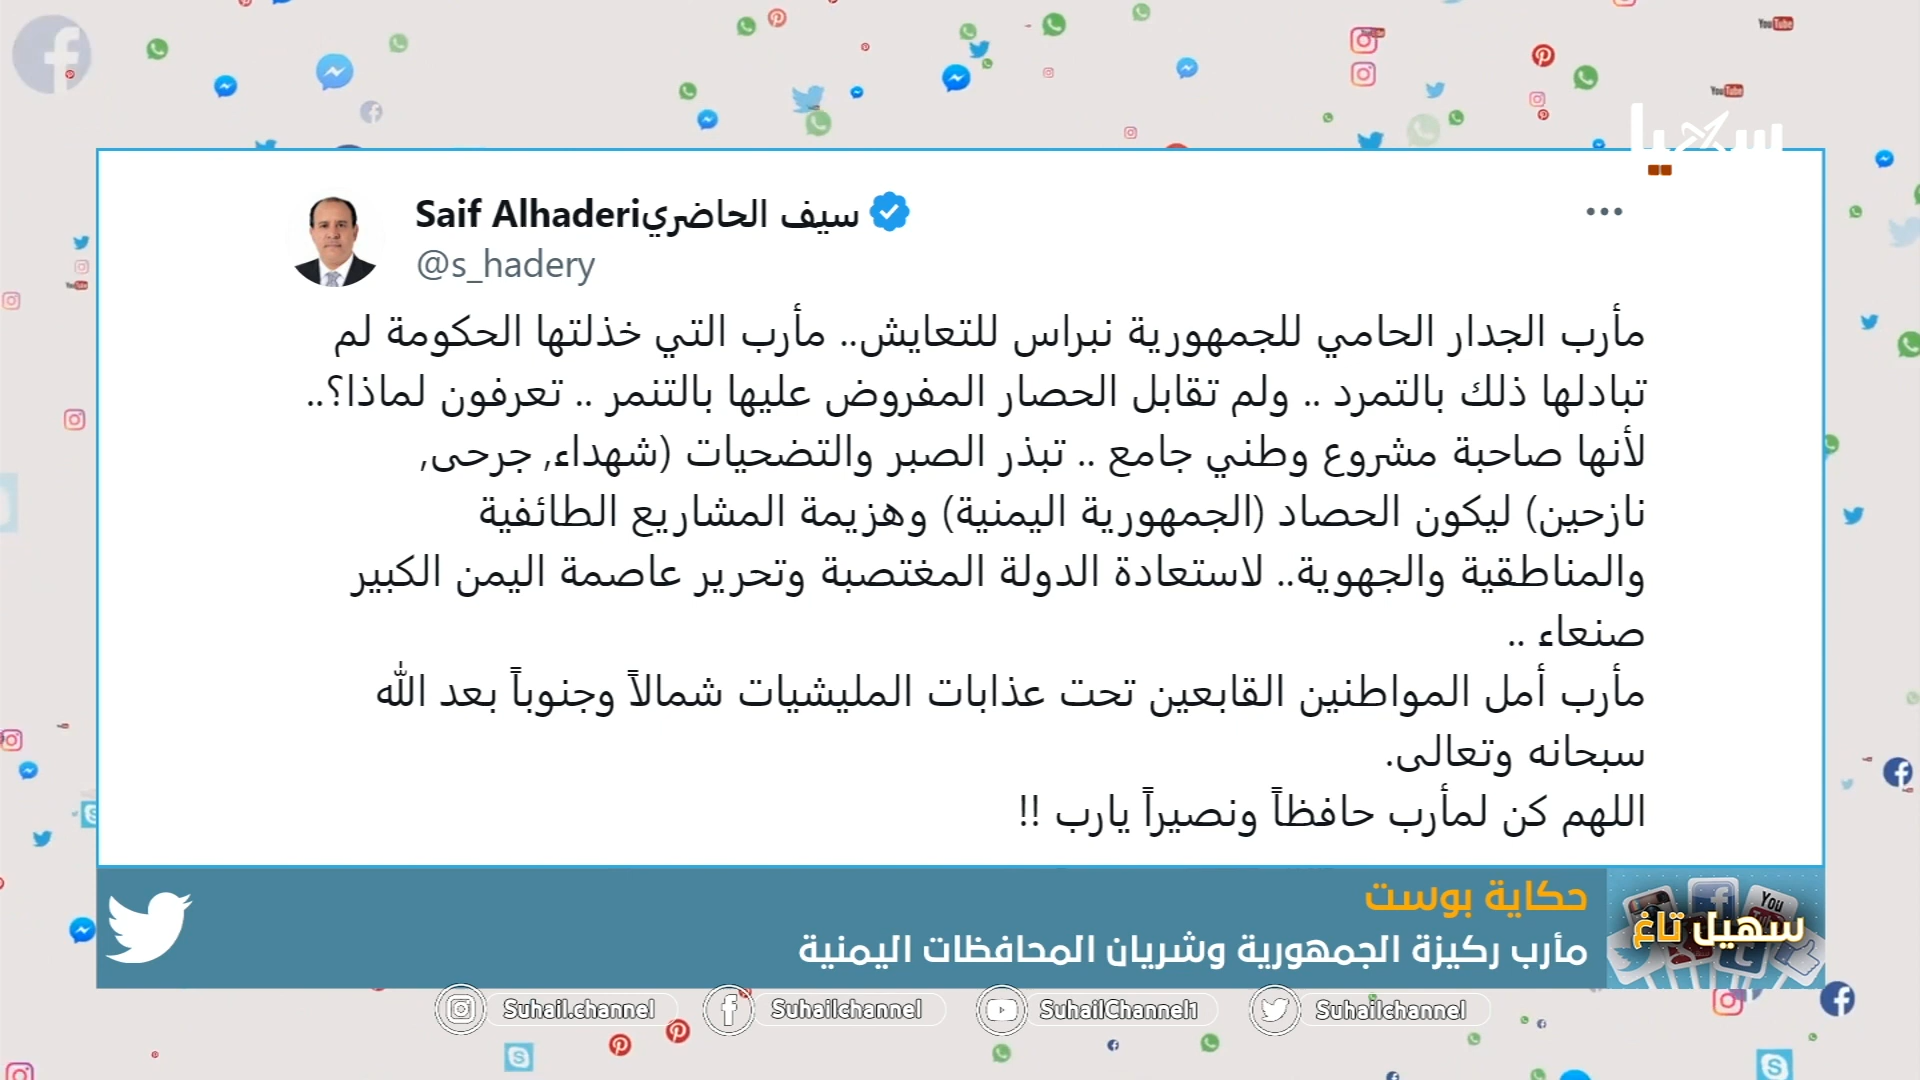 سهيل
Saif Alhaderiسيف الحاضري
@s_hadery
مأرب الجدار الحامي للجمهورية نبراس للتعايش.. مأرب التي خذلتها الحكومة لم
تبادلها ذلك بالتمرد .. ولم تقابل الحصار المفروض عليها بالتنمر .. تعرفون لماذا؟..
لأنها صاحبة مشروع وطني جامع .. تبذر الصبر والتضحيات (شهداء, جرحى,
نازحين) ليكون الحصاد (الجمهورية اليمنية) وهزيمة المشاريع الطائفية
والمناطقية والجهوية.. لاستعادة الدولة المغتصبة وتحرير عاصمة اليمن الكبير
صنعاء ..
مأرب أمل المواطنين القابعين تحت عذابات المليشيات شمالاً وجنوباً بعد الله
سبحانه وتعالى.
اللهم كن لمأرب حافظاً ونصيراً يارب !!
حكاية بوست
مأرب ركيزة الجمهورية وشريان المحافظات اليمنية
سهيل تاغ
Suhail.channel
Suhailchannel
SuhailChannel1
Suhailchannel